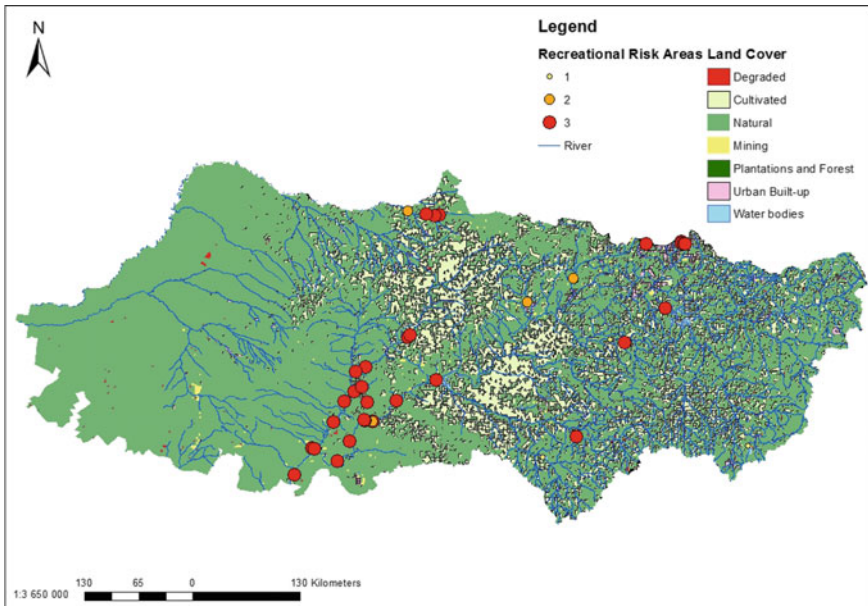 N
Legend
Recreational Risk Areas
1
2
3
River
Land Cover
Degraded
Cultivated
Natural
Mining
Plantations and Forest
Urban Built-up
Water bodies
130 65 0 130 Kilometers
1:3 650 000